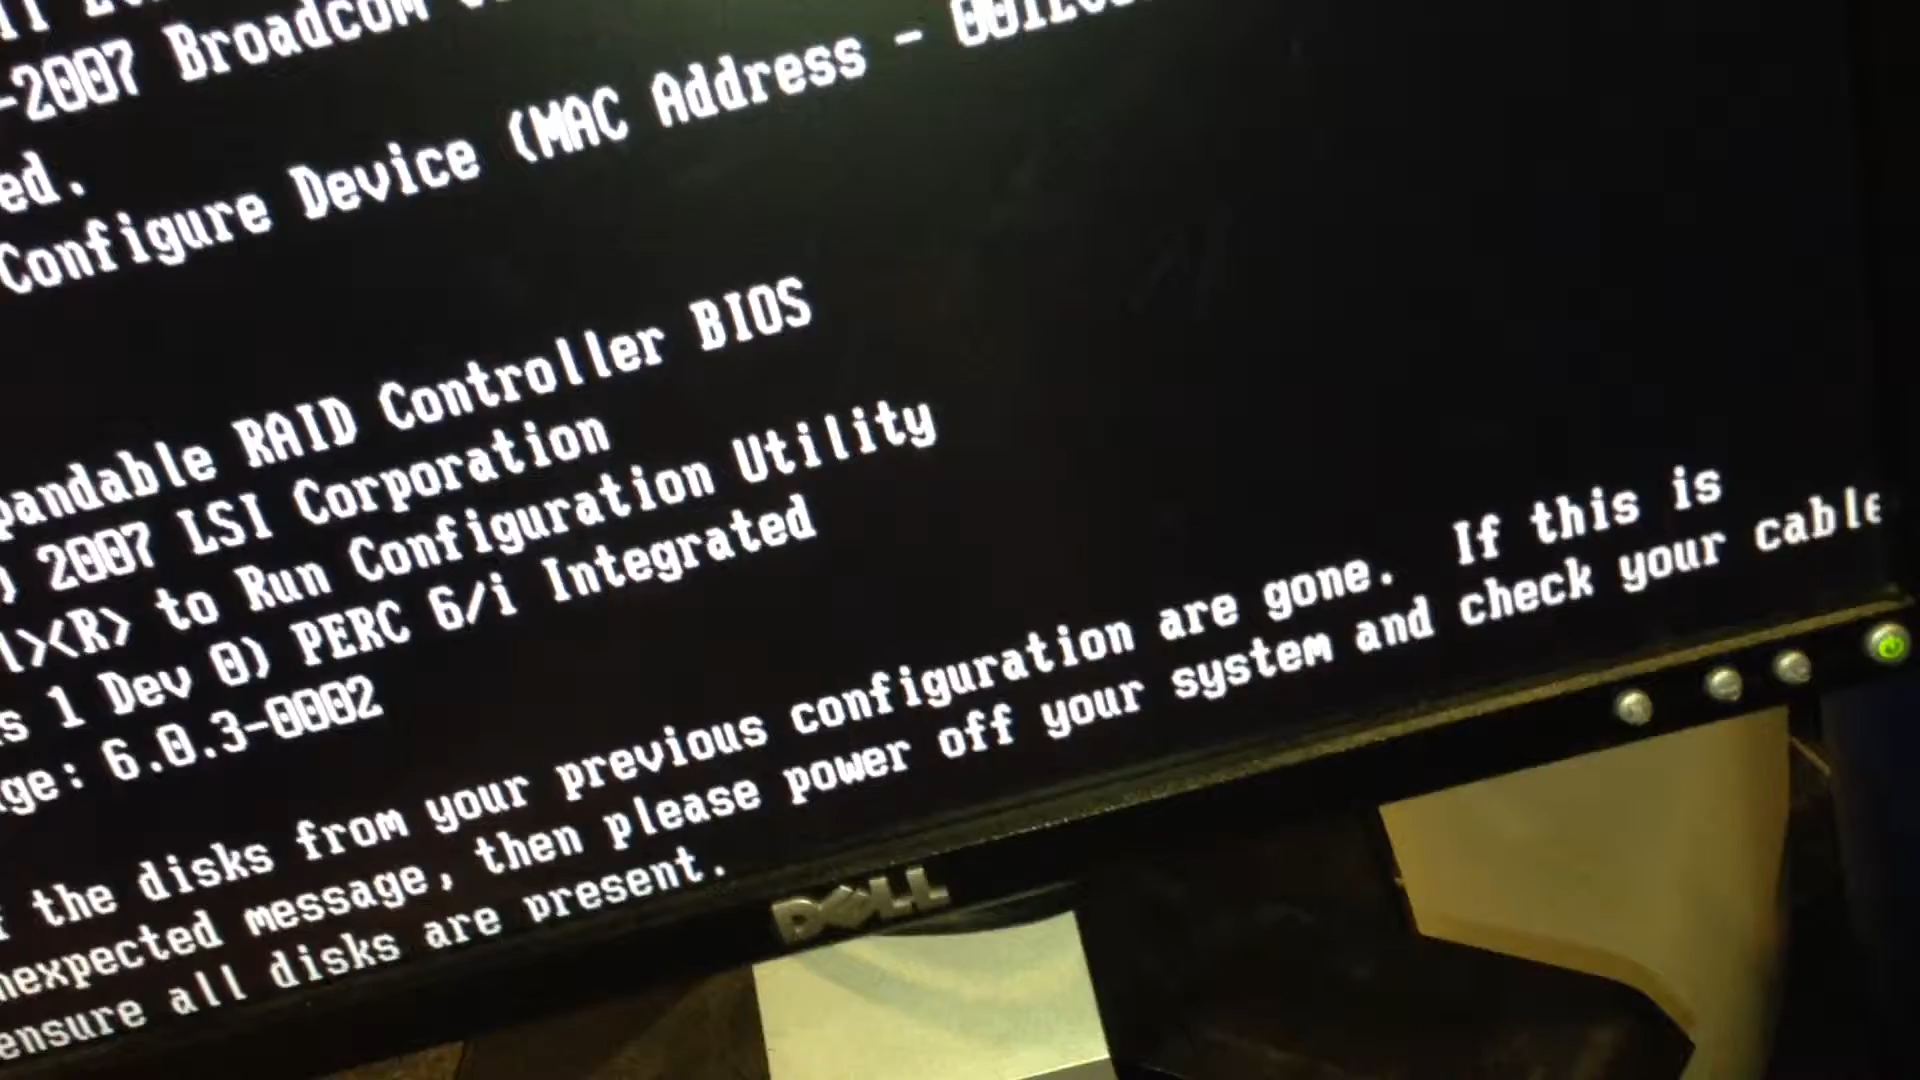 -2007 Broadcom
ed.
Configure Device (MAC Address -
pandable RAID Controller BIOS
) 2007 LSI Corporation
l><R> to Run Configuration Utility
s 1 Dev 0) PERC 6/i Integrated
ge: 6.0.3-0002
f the disks from your previous configuration are gone. If this is
nexpected message, then please power off your system and check your cable
ensure all disks are present.
DELL